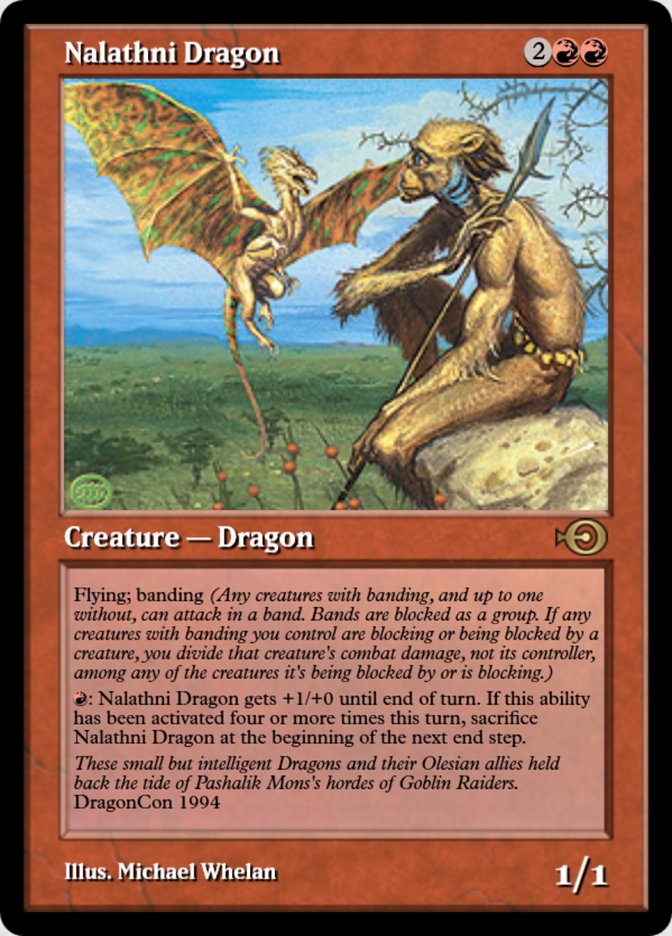 Nalathni Dragon
2
Creature — Dragon
Flying; banding (Any creatures with banding, and up to one
without, can attack in a band. Bands are blocked as a group. If any
creatures with banding you control are blocking or being blocked by a
creature, you divide that creature's combat damage, not its controller,
among any of the creatures it's being blocked by or is blocking.)
: Nalathni Dragon gets +1/+0 until end of turn. If this ability
has been activated four or more times this turn, sacrifice
Nalathni Dragon at the beginning of the next end step.
These small but intelligent Dragons and their Olesian allies held
back the tide of Pashalik Mons's hordes of Goblin Raiders.
DragonCon 1994
Illus. Michael Whelan
1/1